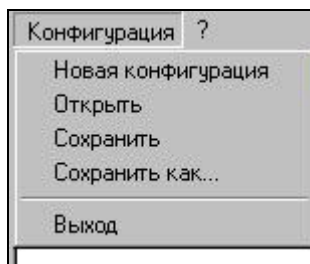 Конфигурация ?
Новая конфигурация
Открыть
Сохранить
Сохранить как...
Выход